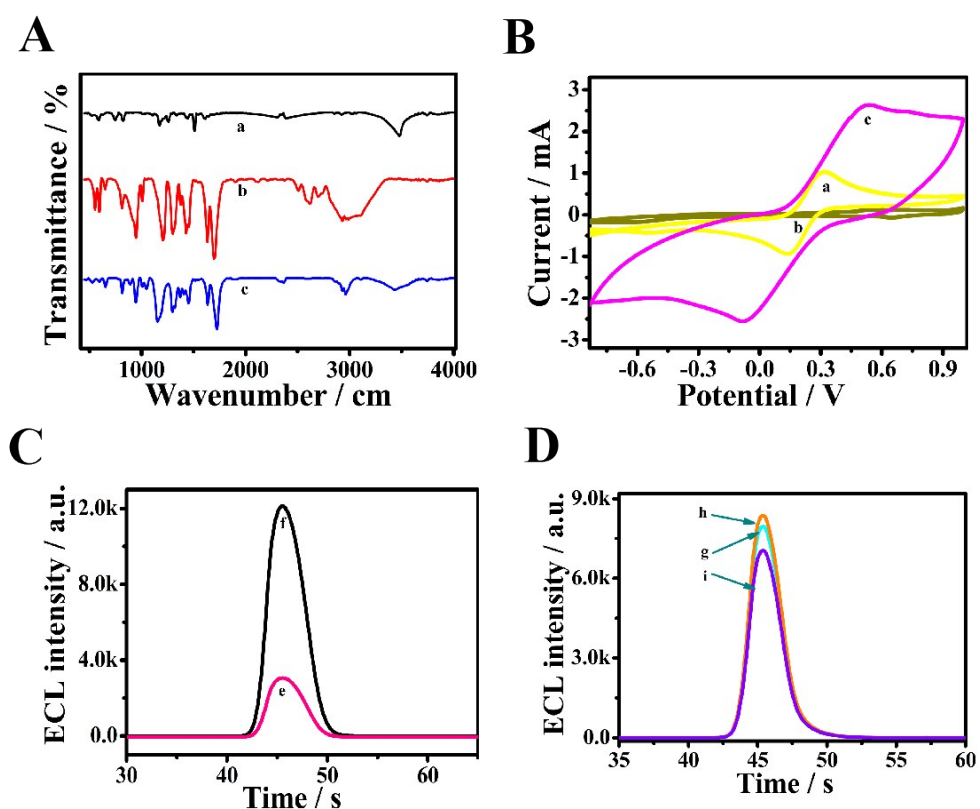 A
Transmittance / %
a
b
c
1000 2000 3000 4000
Wavenumber / cm
B
Current / mA
3
2
1
0
-1
-2
-3
c
a
b
-0.6 -0.3 0.0 0.3 0.6 0.9
Potential / V
C
ECL intensity / a.u.
12.0k
8.0k
4.0k
0.0
f
e
30 40 50 60
Time / s
D
ECL intensity / a.u.
9.0k
6.0k
3.0k
0.0
h
g
i
35 40 45 50 55 60
Time / s